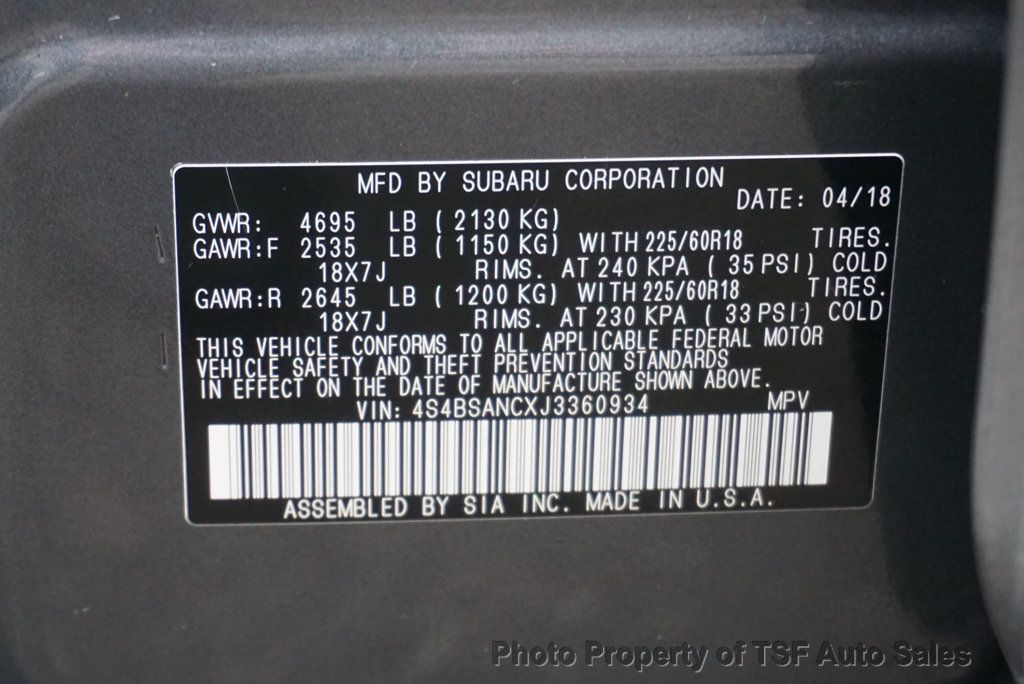 MFD BY SUBARU CORPORATION
DATE: 04/18
GVWR: 4695 LB ( 2130 KG)
GAWR:F 2535 LB ( 1150 KG) WITH 225/60R18 TIRES.
18X7J RIMS. AT 240 KPA ( 35 PSI) COLD
GAWR:R 2645 LB ( 1200 KG) WITH 225/60R18 TIRES.
18X7J RIMS. AT 230 KPA ( 33 PSI) COLD
THIS VEHICLE CONFORMS TO ALL APPLICABLE FEDERAL MOTOR
VEHICLE SAFETY AND THEFT PREVENTION STANDARDS
IN EFFECT ON THE DATE OF MANUFACTURE SHOWN ABOVE.
VIN: 4S4BSANCXJ3360934 MPV
ASSEMBLED BY SIA INC. MADE IN U.S.A.
Photo Property of TSF Auto Sales